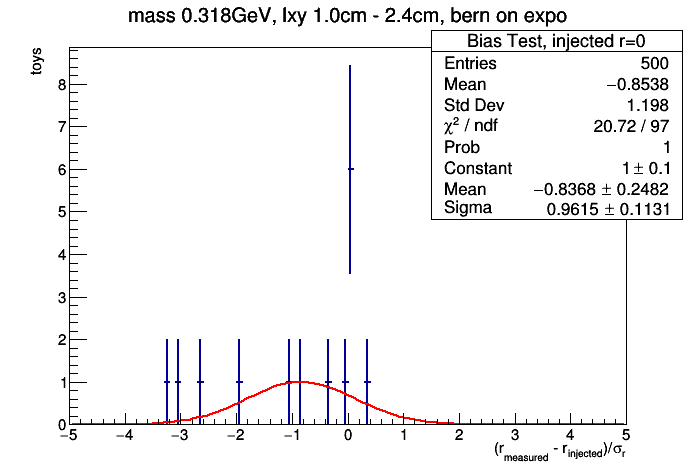 mass 0.318GeV, lxy 1.0cm - 2.4cm, bern on expo
Bias Test, injected r=0
Entries 500
Mean −0.8538
Std Dev 1.198
χ² / ndf 20.72 / 97
Prob 1
Constant 1 ± 0.1
Mean −0.8368 ± 0.2482
Sigma 0.9615 ± 0.1131
toys
8
7
6
5
4
3
2
1
0
−5 −4 −3 −2 −1 0 1 2 3 4 5
(r_measured - r_injected)/σ_r